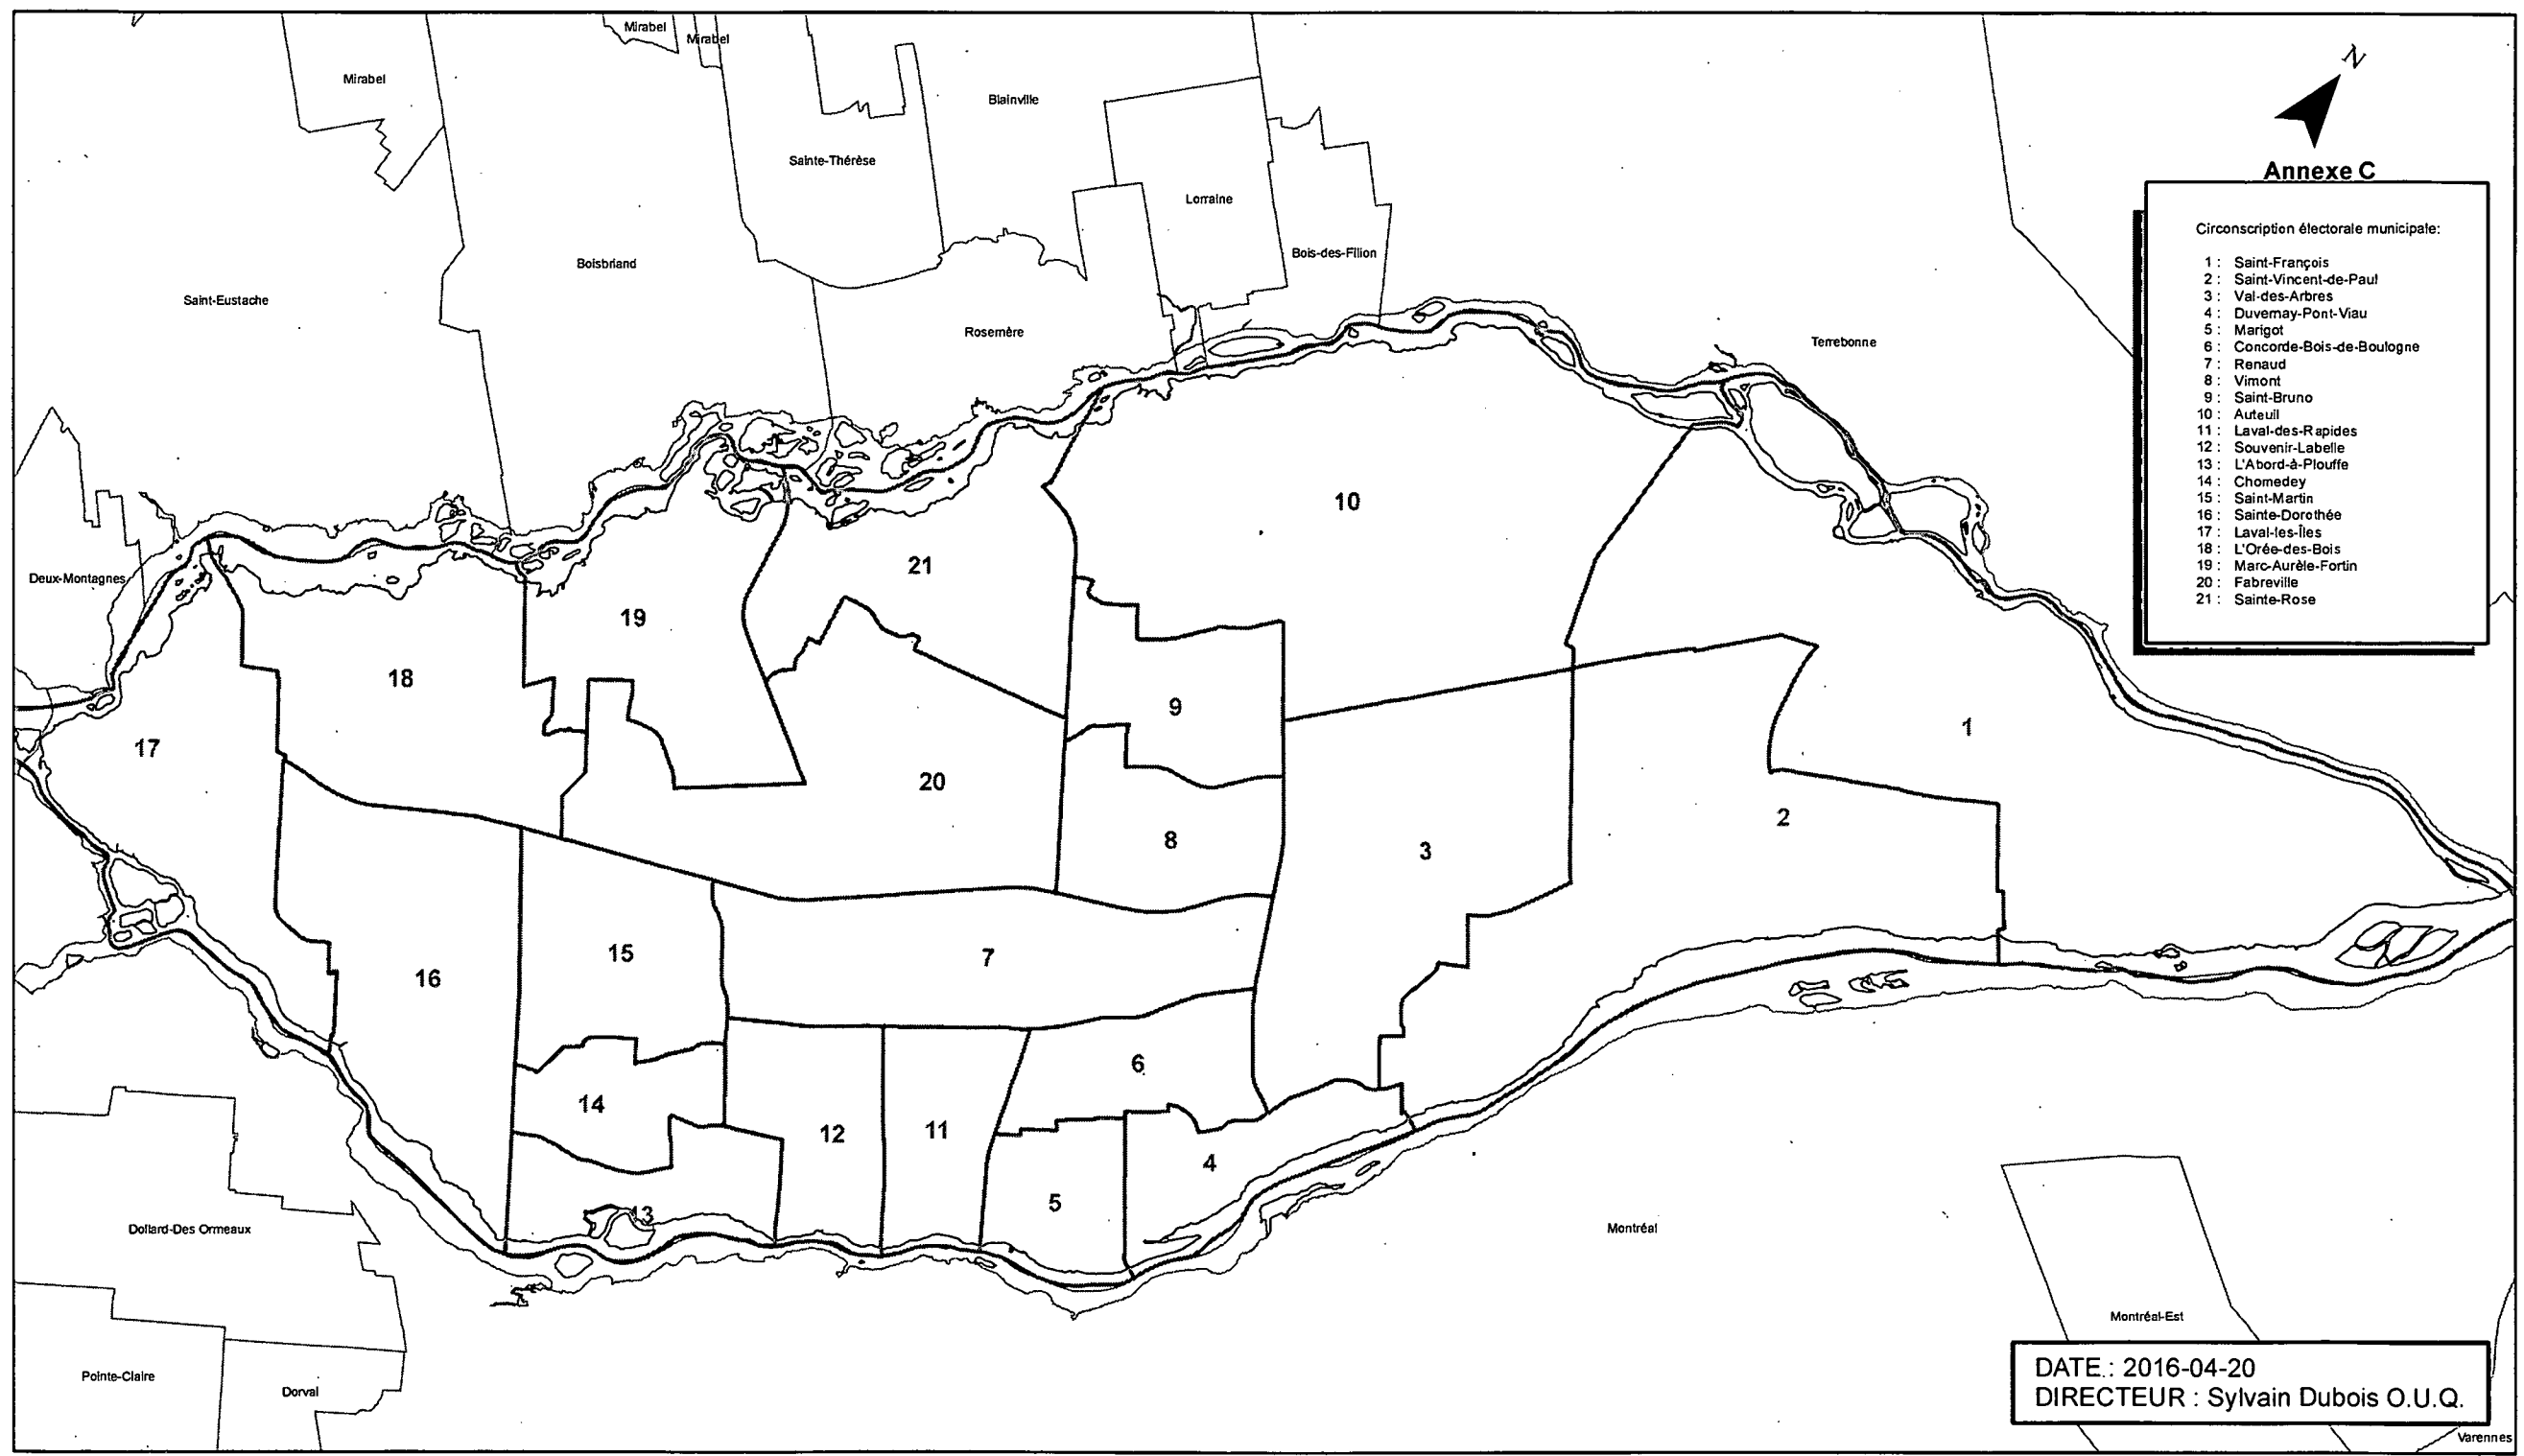 Mirabel
Mirabel
Mirabel
Blainville
Sainte-Thérèse
Lorraine
Bois-des-Filion
Boisbriand
Saint-Eustache
Rosemère
Terrebonne
Deux-Montagnes
N
Annexe C
Circonscription électorale municipale:
1 : Saint-François
2 : Saint-Vincent-de-Paul
3 : Val-des-Arbres
4 : Duvernay-Pont-Viau
5 : Marigot
6 : Concorde-Bois-de-Boulogne
7 : Renaud
8 : Vimont
9 : Saint-Bruno
10 : Auteuil
11 : Laval-des-Rapides
12 : Souvenir-Labelle
13 : L'Abord-à-Plouffe
14 : Chomedey
15 : Saint-Martin
16 : Sainte-Dorothée
17 : Laval-les-Îles
18 : L'Orée-des-Bois
19 : Marc-Aurèle-Fortin
20 : Fabreville
21 : Sainte-Rose
10
21
19
18
9
1
17
20
2
8
3
15
7
16
6
14
12
11
4
5
13
Dollard-Des Ormeaux
Montréal
Montréal-Est
Pointe-Claire
Dorval
DATE : 2016-04-20
DIRECTEUR : Sylvain Dubois O.U.Q.
Varennes